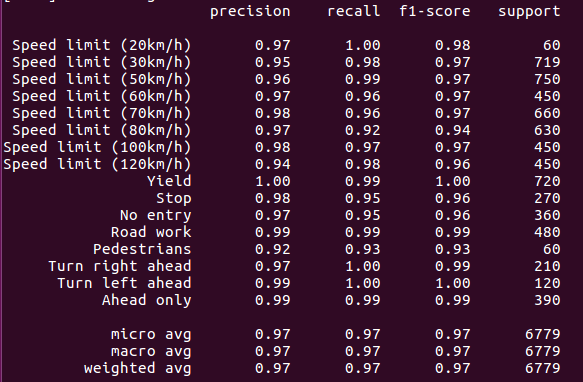 precision recall f1-score support
Speed limit (20km/h) 0.97 1.00 0.98 60
Speed limit (30km/h) 0.95 0.98 0.97 719
Speed limit (50km/h) 0.96 0.99 0.97 750
Speed limit (60km/h) 0.97 0.96 0.97 450
Speed limit (70km/h) 0.98 0.96 0.97 660
Speed limit (80km/h) 0.97 0.92 0.94 630
Speed limit (100km/h) 0.98 0.97 0.97 450
Speed limit (120km/h) 0.94 0.98 0.96 450
Yield 1.00 0.99 1.00 720
Stop 0.98 0.95 0.96 270
No entry 0.97 0.95 0.96 360
Road work 0.99 0.99 0.99 480
Pedestrians 0.92 0.93 0.93 60
Turn right ahead 0.97 1.00 0.99 210
Turn left ahead 0.99 1.00 1.00 120
Ahead only 0.99 0.99 0.99 390
micro avg 0.97 0.97 0.97 6779
macro avg 0.97 0.97 0.97 6779
weighted avg 0.97 0.97 0.97 6779